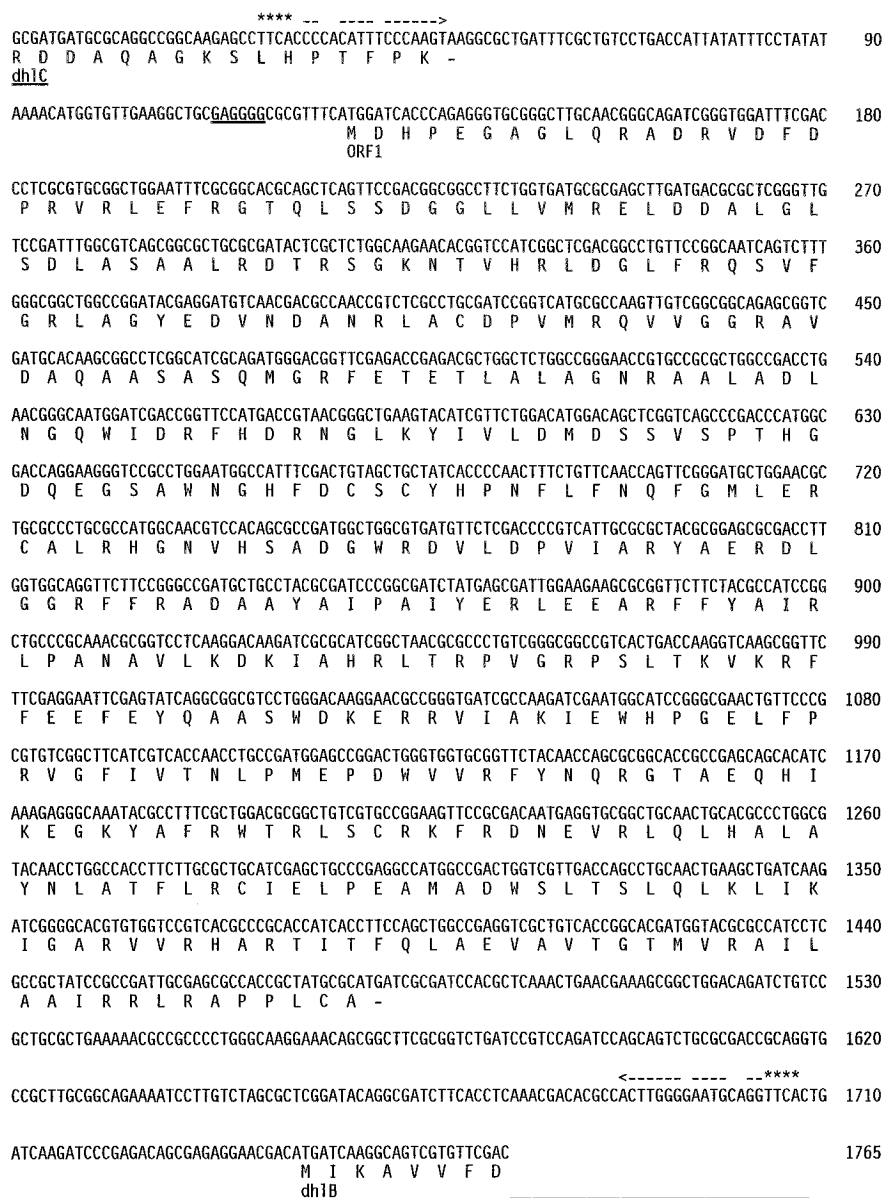 **** -- ---- ------>
GCGATGATGCGCAGGCCGGCAAGAGCCTTCACCCCACATTTCCCAAGTAAGGCGCTGATTTCGCTGTCCTGACCATTATATTTCCTATAT 90
R D D A Q A G K S L H P T F P K -
dhlC
AAAACATGGTGTTGAAGGCTGCGAGGGGCGCGTTTCATGGATCACCCAGAGGGTGCGGGCTTGCAACGGGCAGATCGGGTGGATTTCGAC 180
M D H P E G A G L Q R A D R V D F D
ORF1
CCTCGCGTGCGGCTGGAATTTCGCGGCACGCAGCTCAGTTCCGACGGCGGCCTTCTGGTGATGCGCGAGCTTGATGACGCGCTCGGGTTG 270
P R V R L E F R G T Q L S S D G G L L V M R E L D D A L G L
TCCGATTTGGCGTCAGCGGCGCTGCGCGATACTCGCTCTGGCAAGAACACGGTCCATCGGCTCGACGGCCTGTTCCGGCAATCAGTCTTT 360
S D L A S A A L R D T R S G K N T V H R L D G L F R Q S V F
GGGCGGCTGGCCGGATACGAGGATGTCAACGACGCCAACCGTCTCGCCTGCGATCCGGTCATGCGCCAAGTTGTCGGCGGCAGAGCGGTC 450
G R L A G Y E D V N D A N R L A C D P V M R Q V V G G R A V
GATGCACAAGCGGCCTCGGCATCGCAGATGGGACGGTTCGAGACCGAGACGCTGGCTCTGGCCGGGAACCGTGCCGCGCTGGCCGACCTG 540
D A Q A A S A S Q M G R F E T E T L A L A G N R A A L A D L
AACGGGCAATGGATCGACCGGTTCCATGACCGTAACGGGCTGAAGTACATCGTTCTGGACATGGACAGCTCGGTCAGCCCGACCCATGGC 630
N G Q W I D R F H D R N G L K Y I V L D M D S S V S P T H G
GACCAGGAAGGGTCCGCCTGGAATGGCCATTTCGACTGTAGCTGCTATCACCCCAACTTTCTGTTCAACCAGTTCGGGATGCTGGAACGC 720
D Q E G S A W N G H F D C S C Y H P N F L F N Q F G M L E R
TGCGCCCTGCGCCATGGCAACGTCCACAGCGCCGATGGCTGGCGTGATGTTCTCGACCCCGTCATTGCGCGCTACGCGGAGCGCGACCTT 810
C A L R H G N V H S A D G W R D V L D P V I A R Y A E R D L
GGTGGCAGGTTCTTCCGGGCCGATGCTGCCTACGCGATCCCGGCGATCTATGAGCGATTGGAAGAAGCGCGGTTCTTCTACGCCATCCGG 900
G G R F F R A D A A Y A I P A I Y E R L E E A R F F Y A I R
CTGCCCGCAAACGCGGTCCTCAAGGACAAGATCGCGCATCGGCTAACGCGCCCTGTCGGGCGGCCGTCACTGACCAAGGTCAAGCGGTTC 990
L P A N A V L K D K I A H R L T R P V G R P S L T K V K R F
TTCGAGGAATTCGAGTATCAGGCGGCGTCCTGGGACAAGGAACGCCGGGTGATCGCCAAGATCGAATGGCATCCGGGCGAACTGTTCCCG 1080
F E E F E Y Q A A S W D K E R R V I A K I E W H P G E L F P
CGTGTCGGCTTCATCGTCACCAACCTGCCGATGGAGCCGGACTGGGTGGTGCGGTTCTACAACCAGCGCGGCACCGCCGAGCAGCACATC 1170
R V G F I V T N L P M E P D W V V R F Y N Q R G T A E Q H I
AAAGAGGGCAAATACGCCTTTCGCTGGACGCGGCTGTCGTGCCGGAAGTTCCGCGACAATGAGGTGCGGCTGCAACTGCACGCCCTGGCG 1260
K E G K Y A F R W T R L S C R K F R D N E V R L Q L H A L A
TACAACCTGGCCACCTTCTTGCGCTGCATCGAGCTGCCCGAGGCCATGGCCGACTGGTCGTTGACCAGCCTGCAACTGAAGCTGATCAAG 1350
Y N L A T F L R C I E L P E A M A D W S L T S L Q L K L I K
ATCGGGGCACGTGTGGTCCGTCACGCCCGCACCATCACCTTCCAGCTGGCCGAGGTCGCTGTCACCGGCACGATGGTACGCGCCATCCTC 1440
I G A R V V R H A R T I T F Q L A E V A V T G T M V R A I L
GCCGCTATCCGCCGATTGCGAGCGCCACCGCTATGCGCATGATCGCGATCCACGCTCAAACTGAACGAAAGCGGCTGGACAGATCTGTCC 1530
A A I R R L R A P P L C A -
GCTGCGCTGAAAAACGCCGCCCCTGGGCAAGGAAACAGCGGCTTCGCGGTCTGATCCGTCCAGATCCAGCAGTCTGCGCGACCGCAGGTG 1620
<------ ---- --****
CCGCTTGCGGCAGAAAATCCTTGTCTAGCGCTCGGATACAGGCGATCTTCACCTCAAACGACACGCCACTTGGGGAATGCAGGTTCACTG 1710
ATCAAGATCCCGAGACAGCGAGAGGAACGACATGATCAAGGCAGTCGTGTTCGAC 1765
M I K A V V F D
dhlB